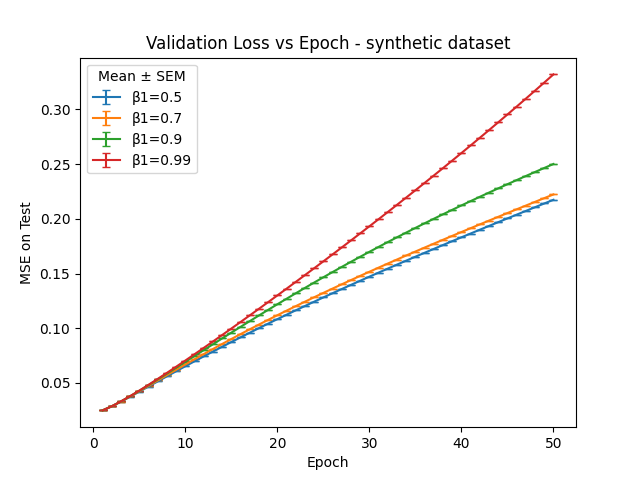 Validation Loss vs Epoch - synthetic dataset
Mean ± SEM
β1=0.5
β1=0.7
β1=0.9
β1=0.99
MSE on Test
0.30
0.25
0.20
0.15
0.10
0.05
0
10
20
30
40
50
Epoch